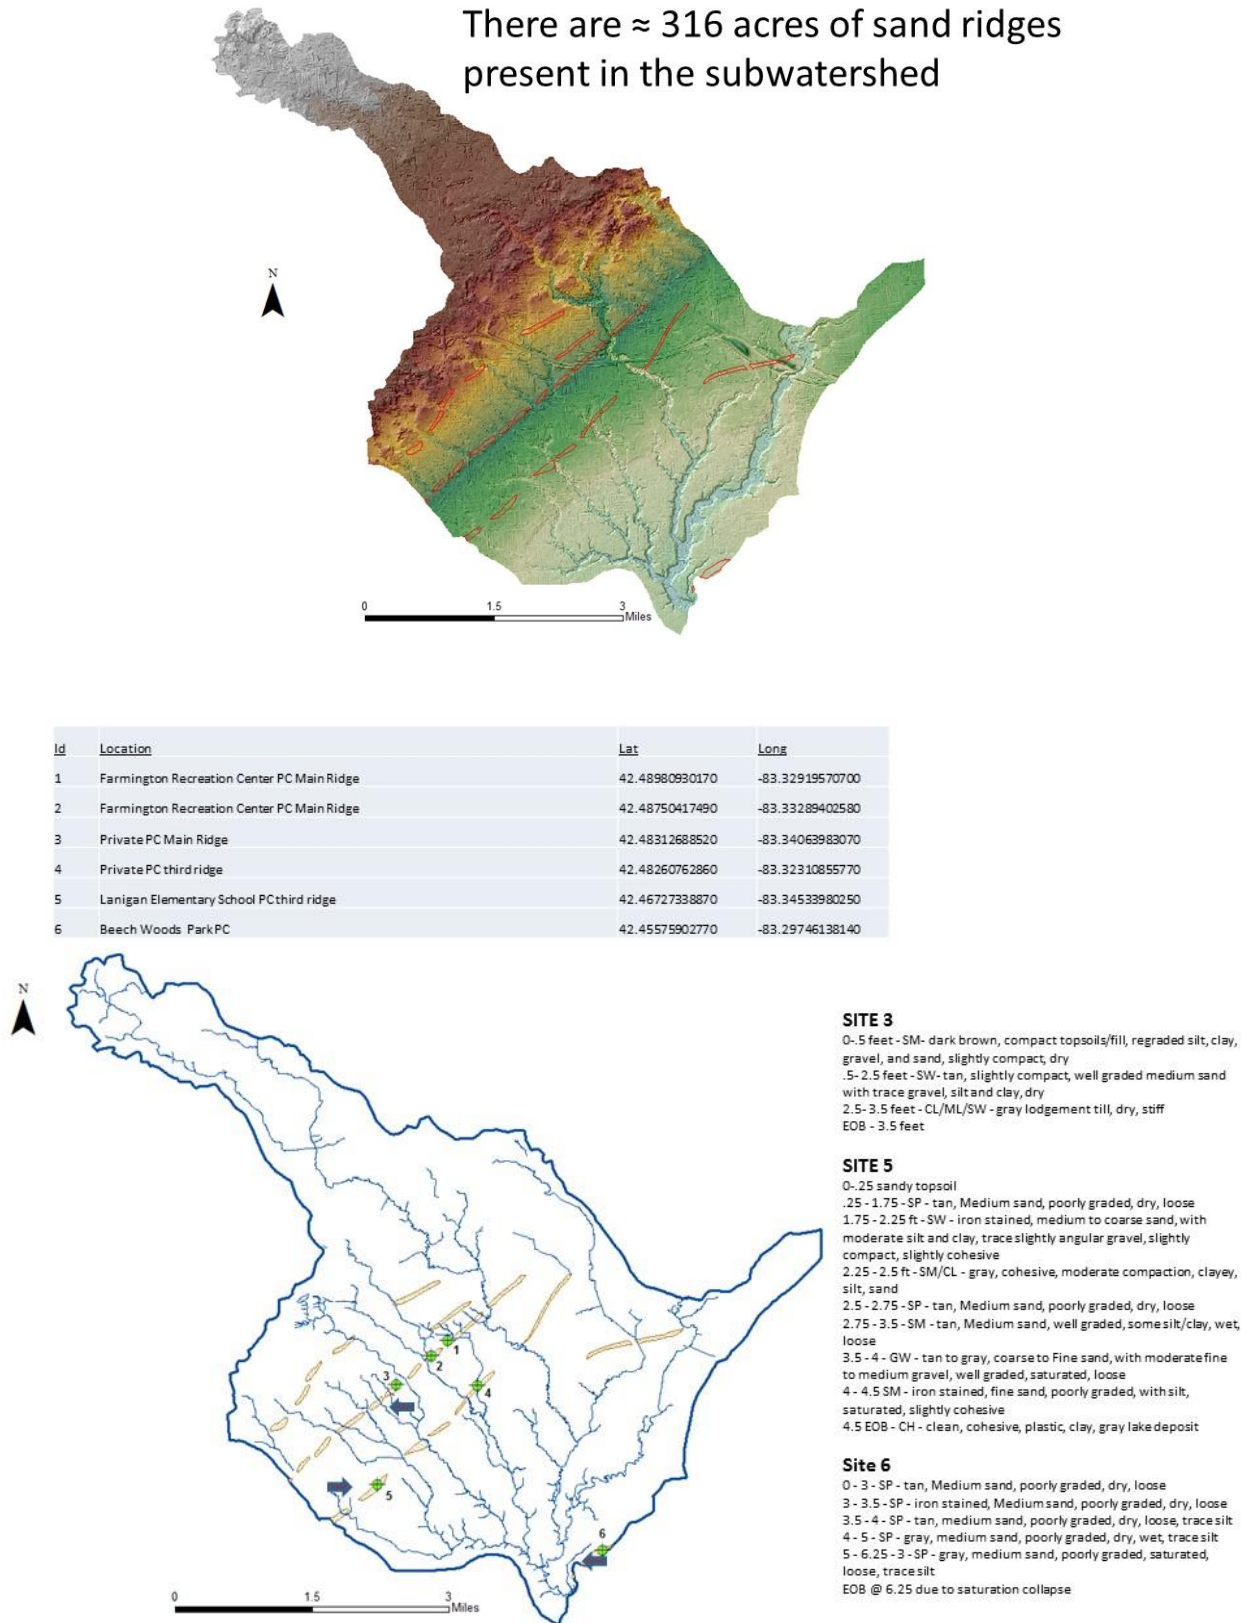 There are ≈ 316 acres of sand ridges
present in the subwatershed
N
0 1.5 3
Miles
Id Location Lat Long
1 Farmington Recreation Center PC Main Ridge 42.48980930170 -83.32919570700
2 Farmington Recreation Center PC Main Ridge 42.48750417490 -83.33289402580
3 Private PC Main Ridge 42.48312688520 -83.34063983070
4 Private PC third ridge 42.48260762860 -83.32310855770
5 Lanigan Elementary School PC third ridge 42.46727338870 -83.34533980250
6 Beech Woods Park PC 42.45575902770 -83.29746138140
N
1
2
3
4
5
6
0 1.5 3
Miles
SITE 3
0-.5 feet - SM- dark brown, compact topsoils/fill, regraded silt, clay,
gravel, and sand, slightly compact, dry
.5- 2.5 feet - SW- tan, slightly compact, well graded medium sand
with trace gravel, silt and clay, dry
2.5- 3.5 feet - CL/ML/SW - gray lodgement till, dry, stiff
EOB - 3.5 feet
SITE 5
0-.25 sandy topsoil
.25 - 1.75 - SP - tan, Medium sand, poorly graded, dry, loose
1.75 - 2.25 ft - SW - iron stained, medium to coarse sand, with
moderate silt and clay, trace slightly angular gravel, slightly
compact, slightly cohesive
2.25 - 2.5 ft - SM/CL - gray, cohesive, moderate compaction, clayey,
silt, sand
2.5 - 2.75 - SP - tan, Medium sand, poorly graded, dry, loose
2.75 - 3.5 - SM - tan, Medium sand, well graded, some silt/clay, wet,
loose
3.5 - 4 - GW - tan to gray, coarse to Fine sand, with moderate fine
to medium gravel, well graded, saturated, loose
4 - 4.5 SM - iron stained, fine sand, poorly graded, with silt,
saturated, slightly cohesive
4.5 EOB - CH - clean, cohesive, plastic, clay, gray lake deposit
Site 6
0 - 3 - SP - tan, Medium sand, poorly graded, dry, loose
3 - 3.5 - SP - iron stained, Medium sand, poorly graded, dry, loose
3.5 - 4 - SP - tan, medium sand, poorly graded, dry, loose, trace silt
4 - 5 - SP - gray, medium sand, poorly graded, dry, wet, trace silt
5 - 6.25 - 3 - SP - gray, medium sand, poorly graded, saturated,
loose, trace silt
EOB @ 6.25 due to saturation collapse